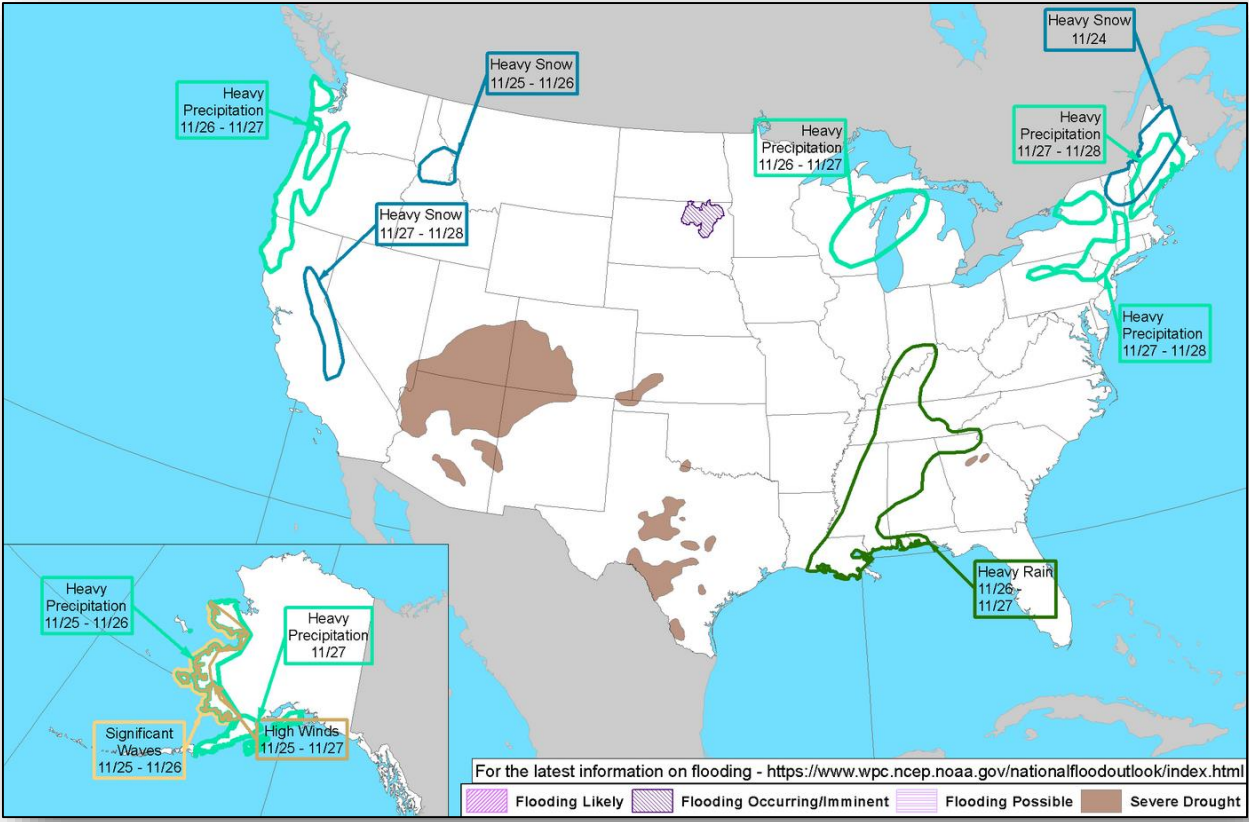 Heavy Snow
11/24
Heavy Snow
11/25 - 11/26
Heavy
Precipitation
11/26 - 11/27
Heavy
Precipitation
11/27 - 11/28
Heavy
Precipitation
11/26 - 11/27
Heavy Snow
11/27 - 11/28
Heavy
Precipitation
11/27 - 11/28
Heavy Rain
11/26
11/27
Heavy
Precipitation
11/25 - 11/26
Heavy
Precipitation
11/27
Significant
Waves
11/25 - 11/26
High Winds
11/25 - 11/27
For the latest information on flooding - https://www.wpc.ncep.noaa.gov/nationalfloodoutlook/index.html
Flooding Likely
Flooding Occurring/Imminent
Flooding Possible
Severe Drought